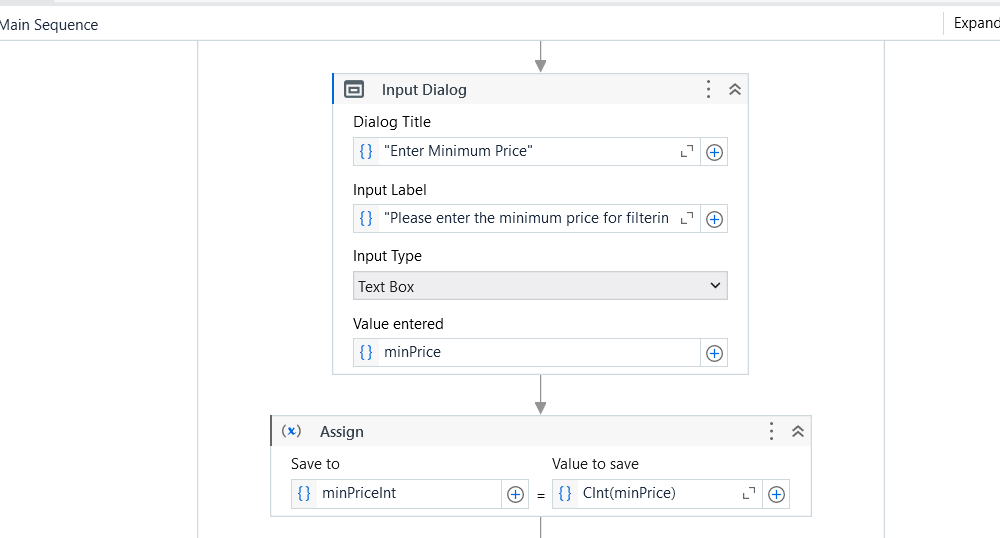 Main Sequence
Expand
Input Dialog
Dialog Title
{} "Enter Minimum Price"
Input Label
{} "Please enter the minimum price for filterin
Input Type
Text Box
Value entered
{} minPrice
(x) Assign
Save to Value to save
{} minPriceInt = {} CInt(minPrice)